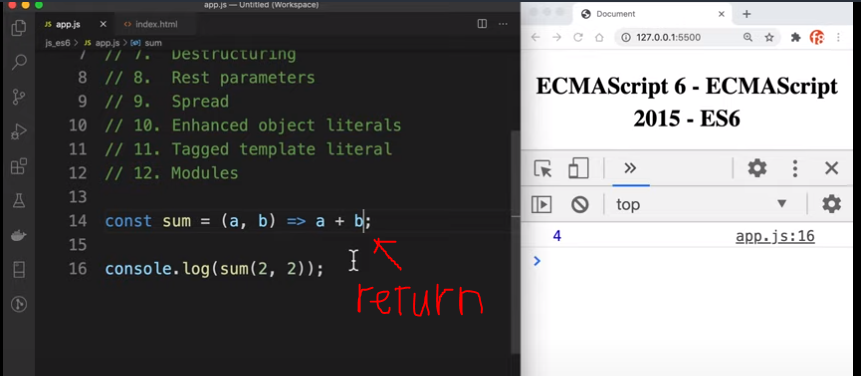 app.js — Untitled (Workspace)
JS app.js ×
<> index.html
js_es6 > JS app.js > sum
7 // 7. Destructuring
8 // 8. Rest parameters
9 // 9. Spread
10 // 10. Enhanced object literals
11 // 11. Tagged template literal
12 // 12. Modules
13
14 const sum = (a, b) => a + b;
15
16 console.log(sum(2, 2));
return
Document
127.0.0.1:5500
ECMAScript 6 - ECMAScript
2015 - ES6
top
4 app.js:16